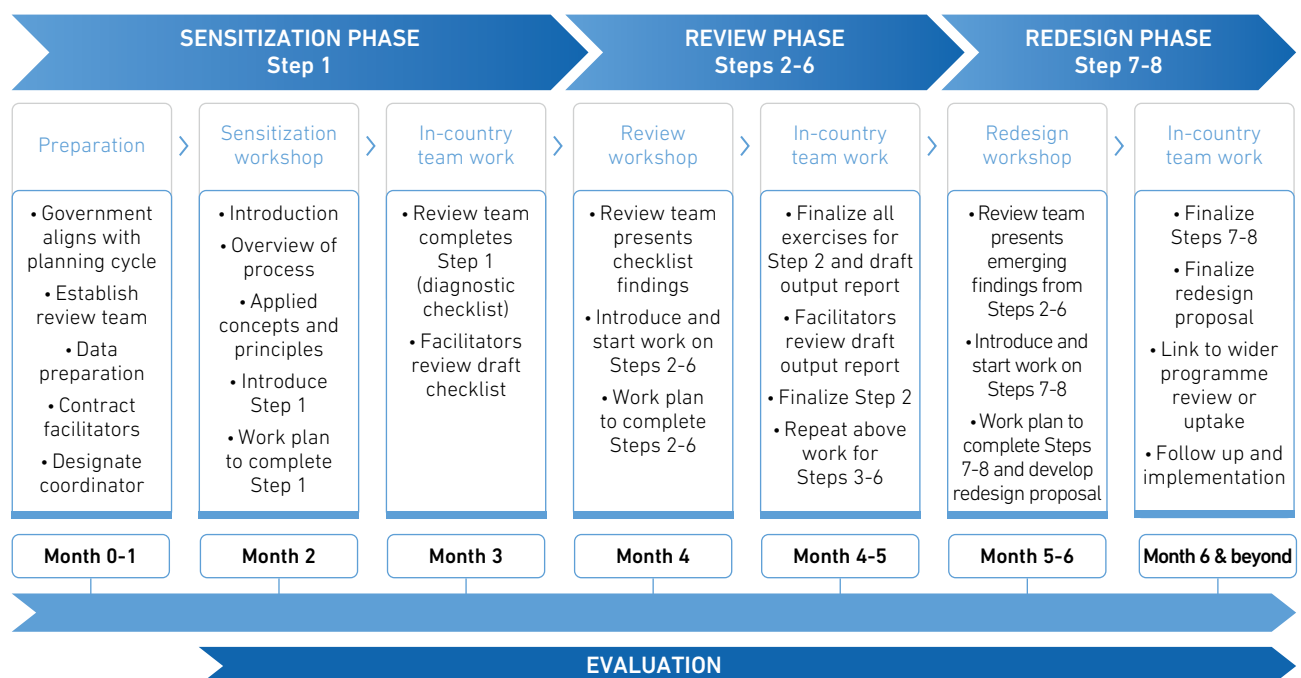 SENSITIZATION PHASE
Step 1
REVIEW PHASE
Steps 2-6
REDESIGN PHASE
Step 7-8
Preparation
Sensitization
workshop
In-country
team work
Review
workshop
In-country
team work
Redesign
workshop
In-country
team work
• Government
aligns with
planning cycle
• Establish
review team
• Data
preparation
• Contract
facilitators
• Designate
coordinator
• Introduction
• Overview of
process
• Applied
concepts and
principles
• Introduce
Step 1
• Work plan
to complete
Step 1
• Review team
completes
Step 1
(diagnostic
checklist)
• Facilitators
review draft
checklist
• Review team
presents
checklist
findings
• Introduce and
start work on
Steps 2-6
• Work plan
to complete
Steps 2-6
• Finalize all
exercises for
Step 2 and draft
output report
• Facilitators
review draft
output report
• Finalize Step 2
• Repeat above
work for
Steps 3-6
• Review team
presents
emerging
findings from
Steps 2-6
• Introduce and
start work on
Steps 7-8
• Work plan to
complete Steps
7-8 and develop
redesign proposal
• Finalize
Steps 7-8
• Finalize
redesign
proposal
• Link to wider
programme
review or
uptake
• Follow up and
implementation
Month 0-1
Month 2
Month 3
Month 4
Month 4-5
Month 5-6
Month 6 & beyond
EVALUATION